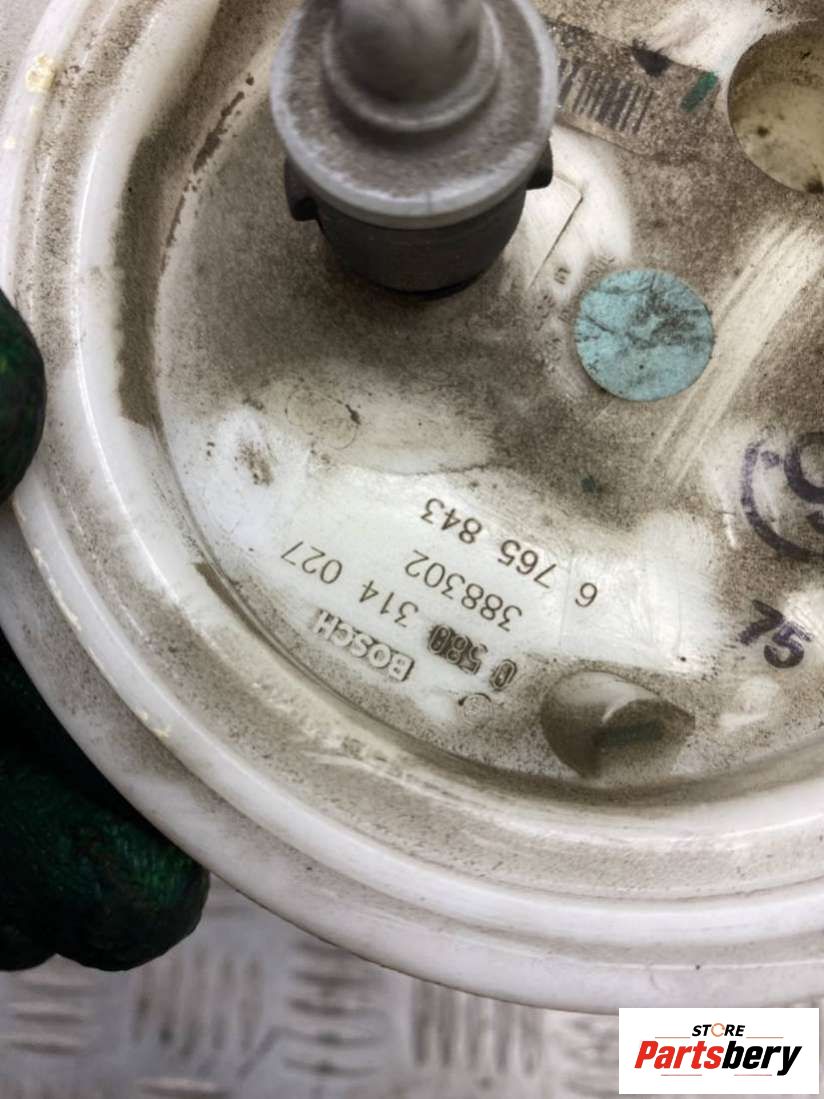 BOSCH
0 580 314 027
388302
6 765 843
75
STORE
Partsbery